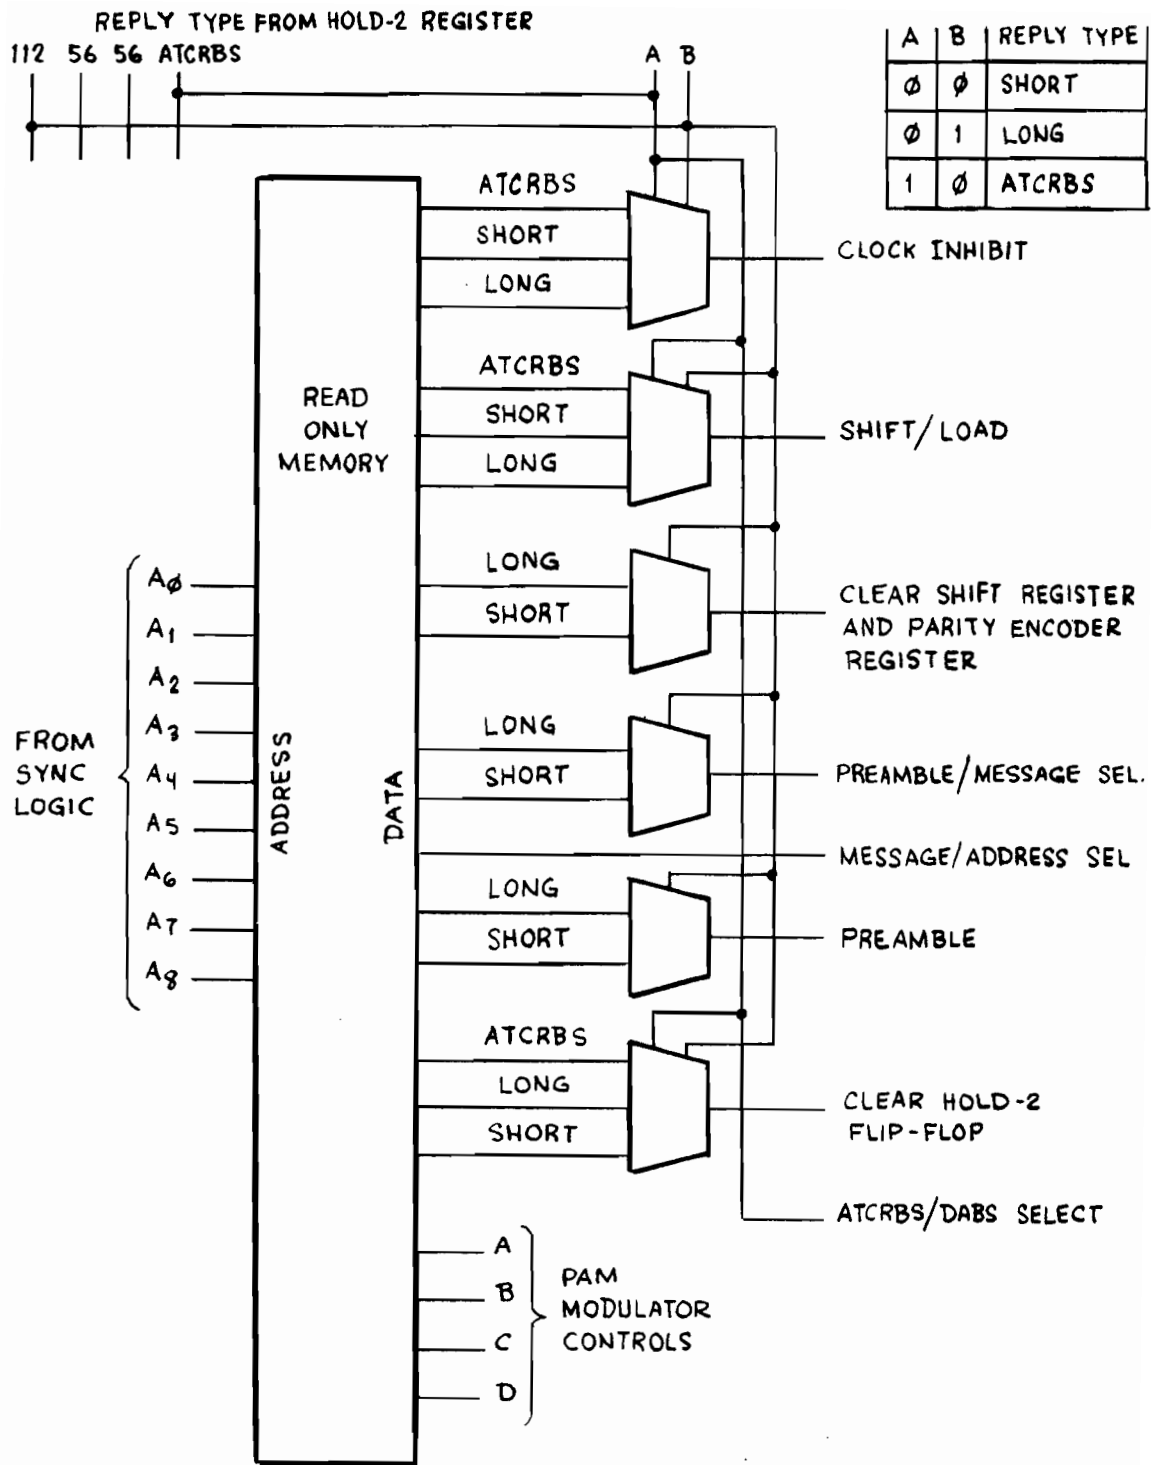 REPLY TYPE FROM HOLD-2 REGISTER
112 56 56 ATCRBS
A B
A B REPLY TYPE
φ φ SHORT
φ 1 LONG
1 φ ATCRBS
ATCRBS
SHORT
LONG
CLOCK INHIBIT
READ
ONLY
MEMORY
ATCRBS
SHORT
LONG
SHIFT/LOAD
LONG
SHORT
CLEAR SHIFT REGISTER
AND PARITY ENCODER
REGISTER
FROM
SYNC
LOGIC
Aφ
A1
A2
A3
A4
A5
A6
A7
A8
ADDRESS
DATA
LONG
SHORT
PREAMBLE/MESSAGE SEL.
MESSAGE/ADDRESS SEL
LONG
SHORT
PREAMBLE
ATCRBS
LONG
SHORT
CLEAR HOLD-2
FLIP-FLOP
ATCRBS/DABS SELECT
A
B
C
D
PAM
MODULATOR
CONTROLS